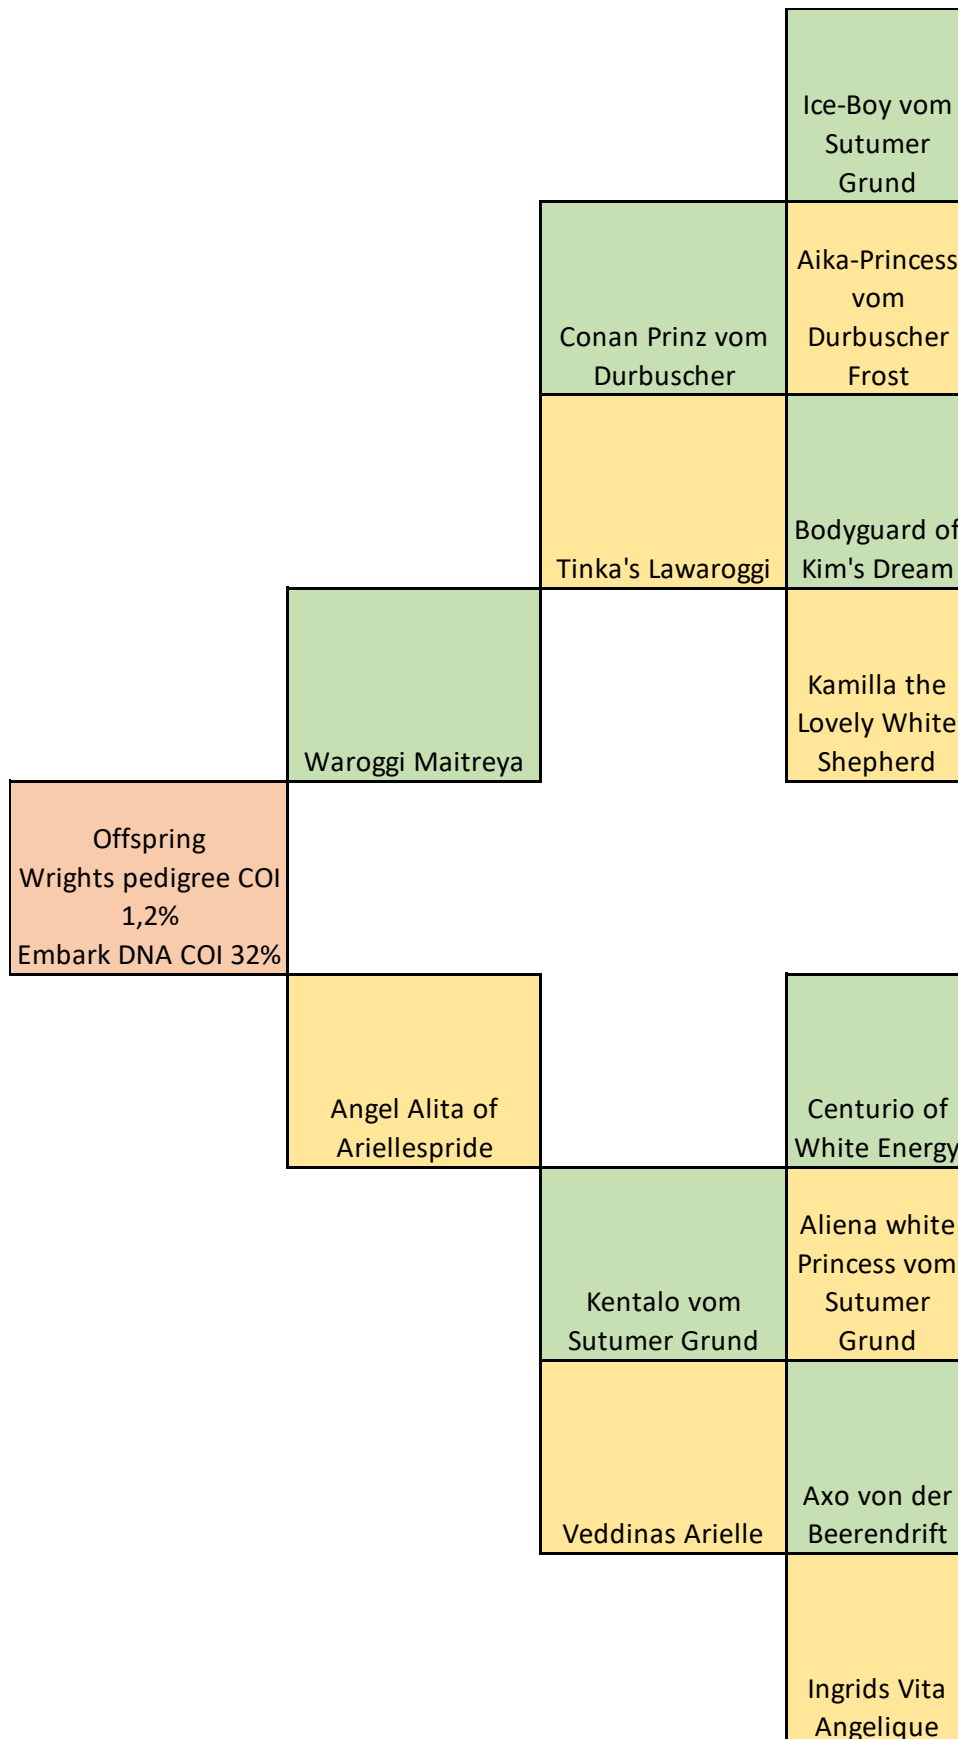 Ice-Boy vom
Sutumer
Grund
Conan Prinz vom
Durbuscher
Aika-Princess
vom
Durbuscher
Frost
Tinka's Lawaroggi
Bodyguard of
Kim's Dream
Waroggi Maitreya
Kamilla the
Lovely White
Shepherd
Offspring
Wrights pedigree COI
1,2%
Embark DNA COI 32%
Angel Alita of
Ariellespride
Centurio of
White Energy
Kentalo vom
Sutumer Grund
Aliena white
Princess vom
Sutumer
Grund
Veddinas Arielle
Axo von der
Beerendrift
Ingrids Vita
Angelique